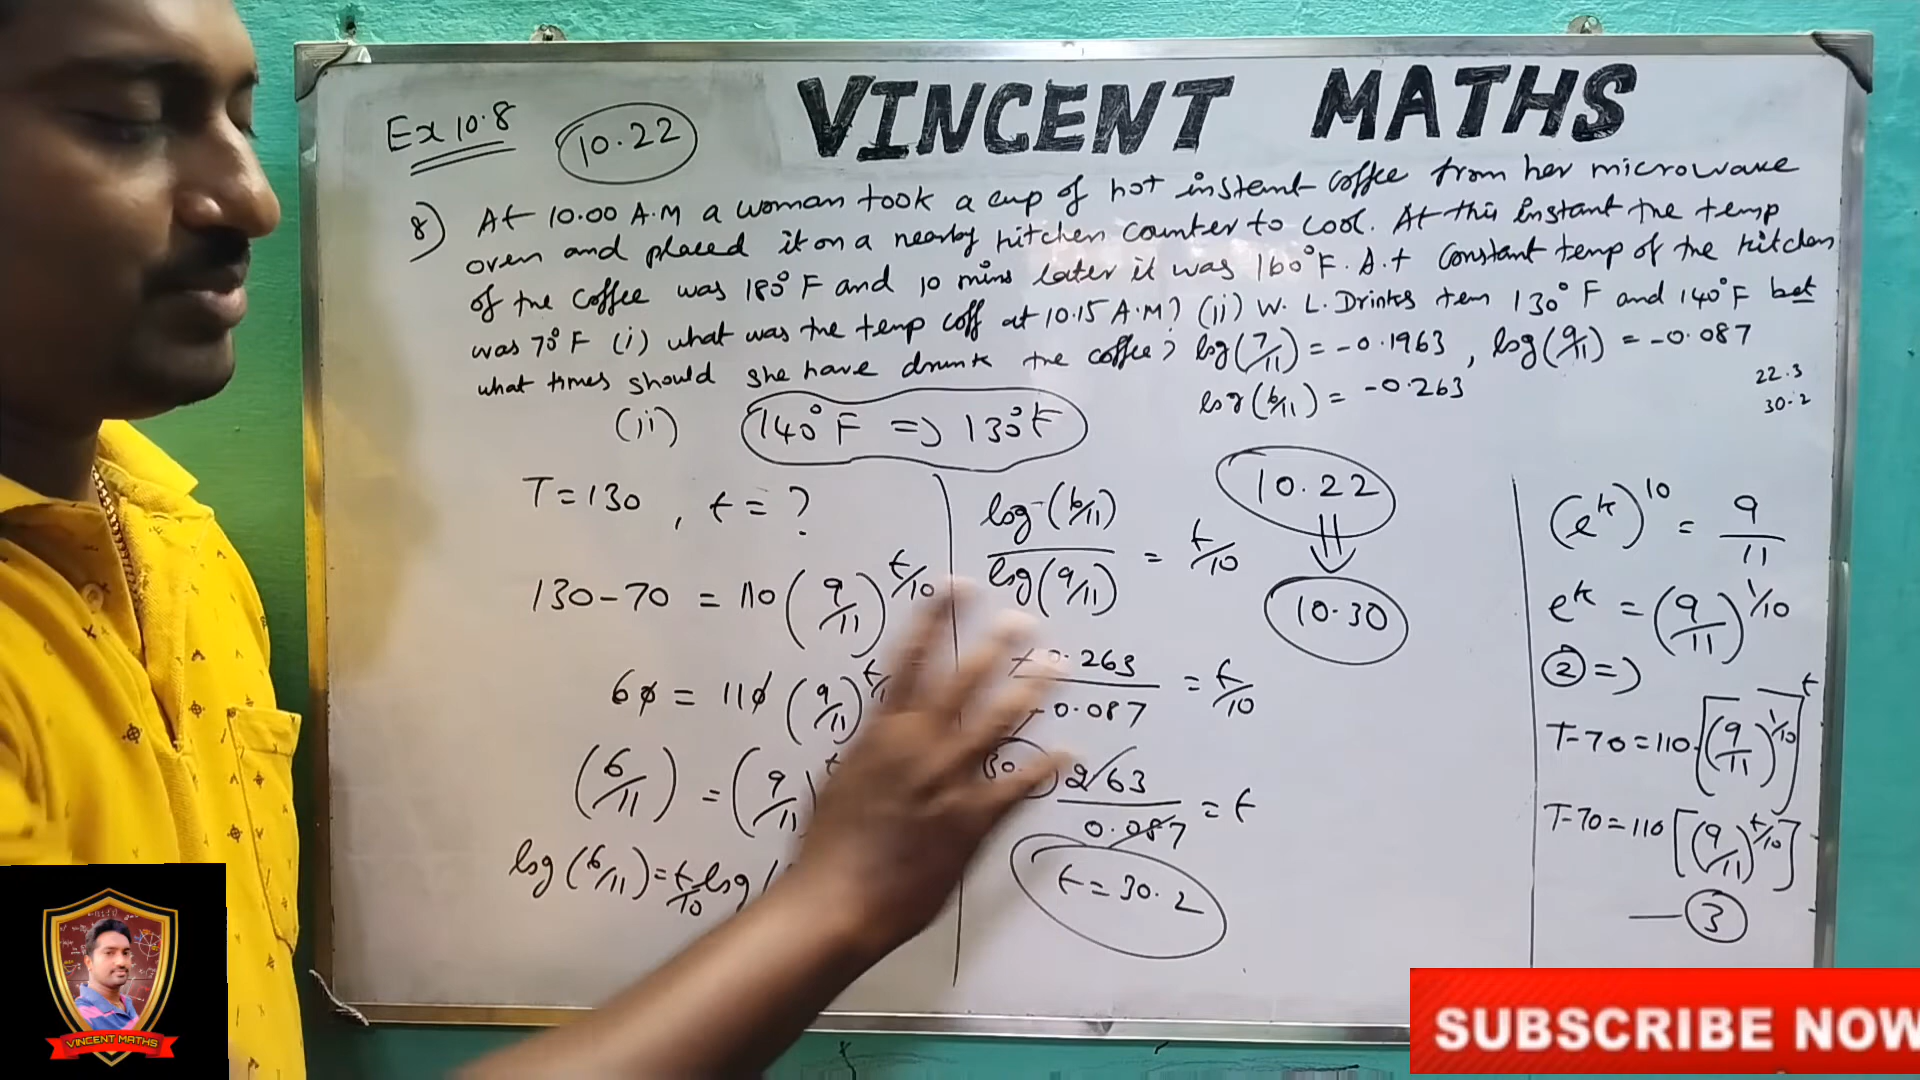 Ex 10.8
10.22
VINCENT MATHS
8) At 10.00 A.M a woman took a cup of hot instant coffee from her microwave
oven and placed it on a nearby kitchen counter to cool. At this instant the temp
of the coffee was 180°F and 10 mins later it was 160°F. A.t constant temp of the kitchen
was 70°F (i) what was the temp coff at 10.15 A.M? (ii) W. L. Drinks tem 130°F and 140°F bet
what times should she have drunk the coffee? log(7/11) = -0.1963, log(9/11) = -0.087
log(6/11) = -0.263
22.3
30.2
(ii) 140°F => 130°F
T=130, t=?
130-70 = 110 (9/11)^t/10
60 = 110 (9/11)
(6/11) = (9/11)
log(6/11) = t/10 log
log(6/11) / log(9/11) = t/10
0.263 / -0.087 = t/10
263 / 0.087 = t
t=30.2
10.22
10.30
(e^k)^10 = 9/11
e^k = (9/11)^1/10
② =>
T-70=110 [(9/11)^1/10]^t
T-70=110 [(9/11)^t/10]
— ③
VINCENT MATHS
SUBSCRIBE NOW